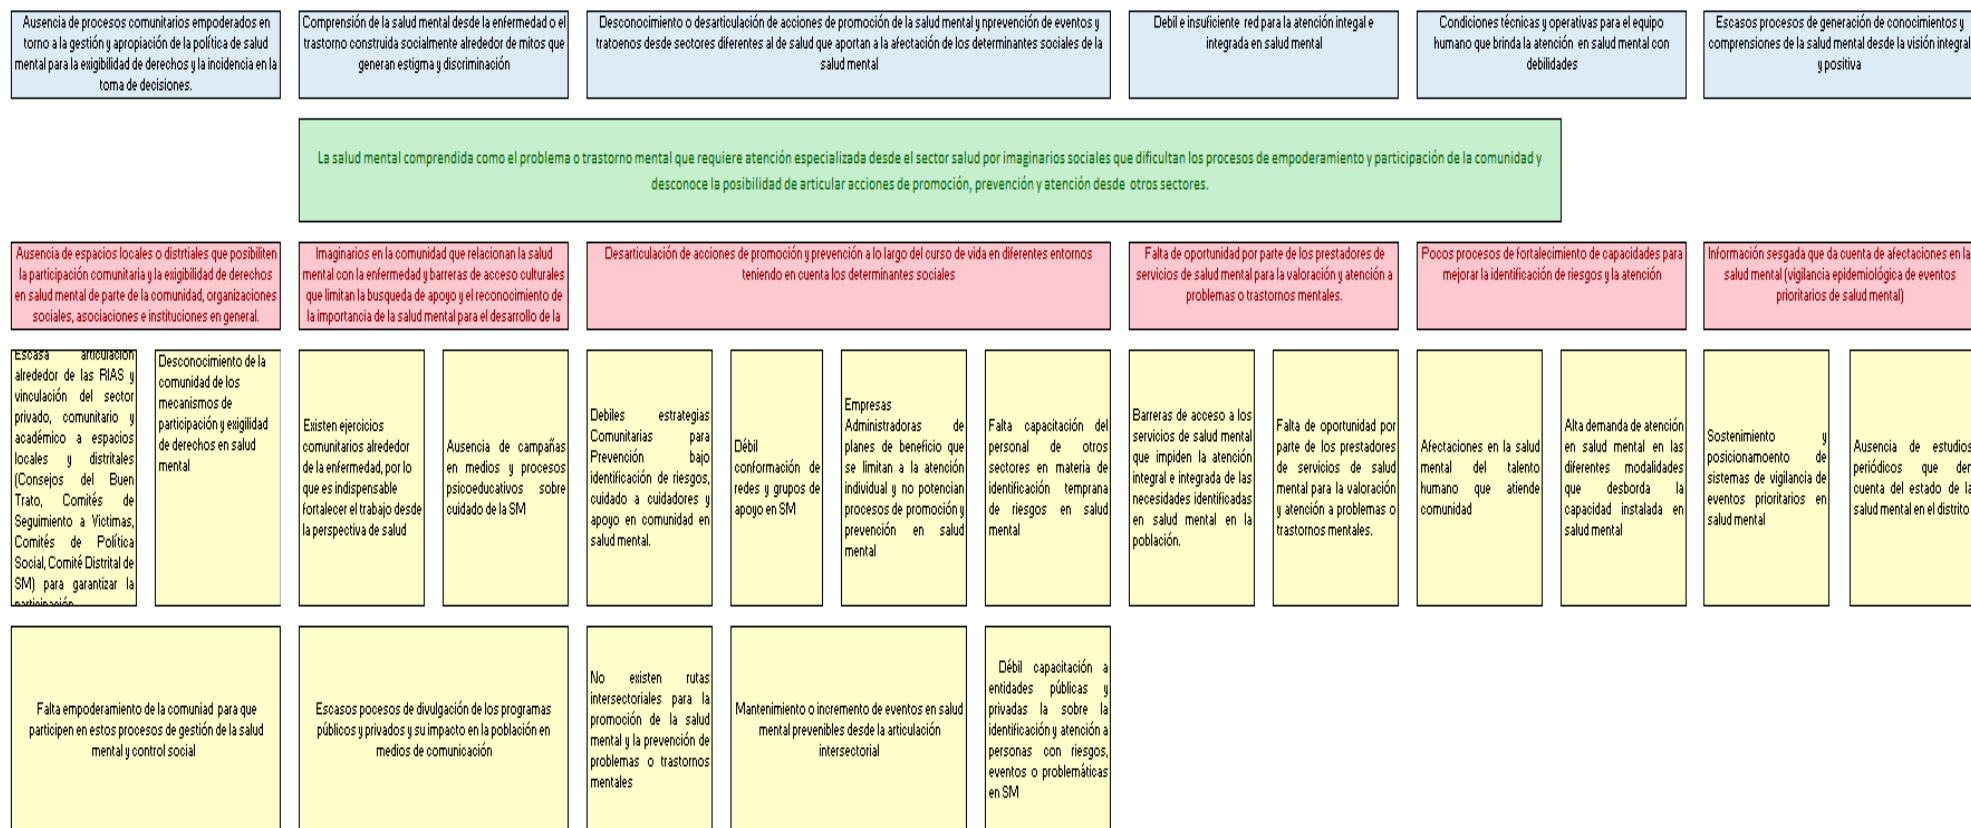 Ausencia de procesos comunitarios empoderados en
torno a la gestión y apropiación de la política de salud
mental para la exigibilidad de derechos y la incidencia en la
toma de decisiones.
Comprensión de la salud mental desde la enfermedad o el
trastorno construida socialmente alrededor de mitos que
generan estigma y discriminación
Desconocimiento o desarticulación de acciones de promoción de la salud mental y nprevención de eventos y
tratoenos desde sectores diferentes al de salud que aportan a la afectación de los determinantes sociales de la
salud mental
Debil e insuficiente red para la atención integal e
integrada en salud mental
Condiciones técnicas y operativas para el equipo
humano que brinda la atención en salud mental con
debilidades
Escasos procesos de generación de conocimientos y
comprensiones de la salud mental desde la visión integral
y positiva
La salud mental comprendida como el problema o trastorno mental que requiere atención especializada desde el sector salud por imaginarios sociales que dificultan los procesos de empoderamiento y participación de la comunidad y
desconoce la posibilidad de articular acciones de promoción, prevención y atención desde otros sectores.
Ausencia de espacios locales o distrtiales que posibiliten
la participación comunitaria y la exigibilidad de derechos
en salud mental de parte de la comunidad, organizaciones
sociales, asociaciones e instituciones en general.
Imaginarios en la comunidad que relacionan la salud
mental con la enfermedad y barreras de acceso culturales
que limitan la busqueda de apoyo y el reconocimiento de
la importancia de la salud mental para el desarrollo de la
Desarticulación de acciones de promoción y prevención a lo largo del curso de vida en diferentes entornos
teniendo en cuenta los determinantes sociales
Falta de oportunidad por parte de los prestadores de
servicios de salud mental para la valoración y atención a
problemas o trastornos mentales.
Pocos procesos de fortalecimiento de capacidades para
mejorar la identificación de riesgos y la atención
Información sesgada que da cuenta de afectaciones en la
salud mental (vigilancia epidemiológica de eventos
prioritarios de salud mental)
Escasa articulación
alrededor de las RIAS y
vinculación del sector
privado, comunitario y
académico a espacios
locales y distritales
(Consejos del Buen
Trato, Comités de
Seguimiento a Victimas,
Comités de Política
Social, Comité Distrital de
SM) para garantizar la
participación
Desconocimiento de la
comunidad de los
mecanismos de
participación y exigilidad
de derechos en salud
mental
Existen ejercicios
comunitarios alrededor
de la enfermedad, por lo
que es indispensable
fortalecer el trabajo desde
la perspectiva de salud
Ausencia de campañas
en medios y procesos
psicoeducativos sobre
cuidado de la SM
Debiles estrategias
Comunitarias para
Prevención bajo
identificación de riesgos,
cuidado a cuidadores y
apoyo en comunidad en
salud mental.
Débil
conformación de
redes y grupos de
apoyo en SM
Empresas
Administradoras de
planes de beneficio que
se limitan a la atención
individual y no potencian
procesos de promoción y
prevención en salud
mental
Falta capacitación del
personal de otros
sectores en materia de
identificación temprana
de riesgos en salud
mental
Barreras de acceso a los
servicios de salud mental
que impiden la atención
integral e integrada de las
necesidades identificadas
en salud mental en la
población.
Falta de oportunidad por
parte de los prestadores
de servicios de salud
mental para la valoración
y atención a problemas o
trastornos mentales.
Afectaciones en la salud
mental del talento
humano que atiende
comunidad
Alta demanda de atención
en salud mental en las
diferentes modalidades
que desborda la
capacidad instalada en
salud mental
Sostenimiento y
posicionamoento de
sistemas de vigilancia de
eventos prioritarios en
salud mental
Ausencia de estudios
periódicos que den
cuenta del estado de la
salud mental en el distrito
Falta empoderamiento de la comuniad para que
participen en estos procesos de gestión de la salud
mental y control social
Escasos pocesos de divulgación de los programas
públicos y privados y su impacto en la población en
medios de comunicación
No existen rutas
intersectoriales para la
promoción de la salud
mental y la prevención de
problemas o trastornos
mentales
Mantenimiento o incremento de eventos en salud
mental prevenibles desde la articulación
intersectorial
Débil capacitación a
entidades públicas y
privadas la sobre la
identificación y atención a
personas con riesgos,
eventos o problemáticas
en SM